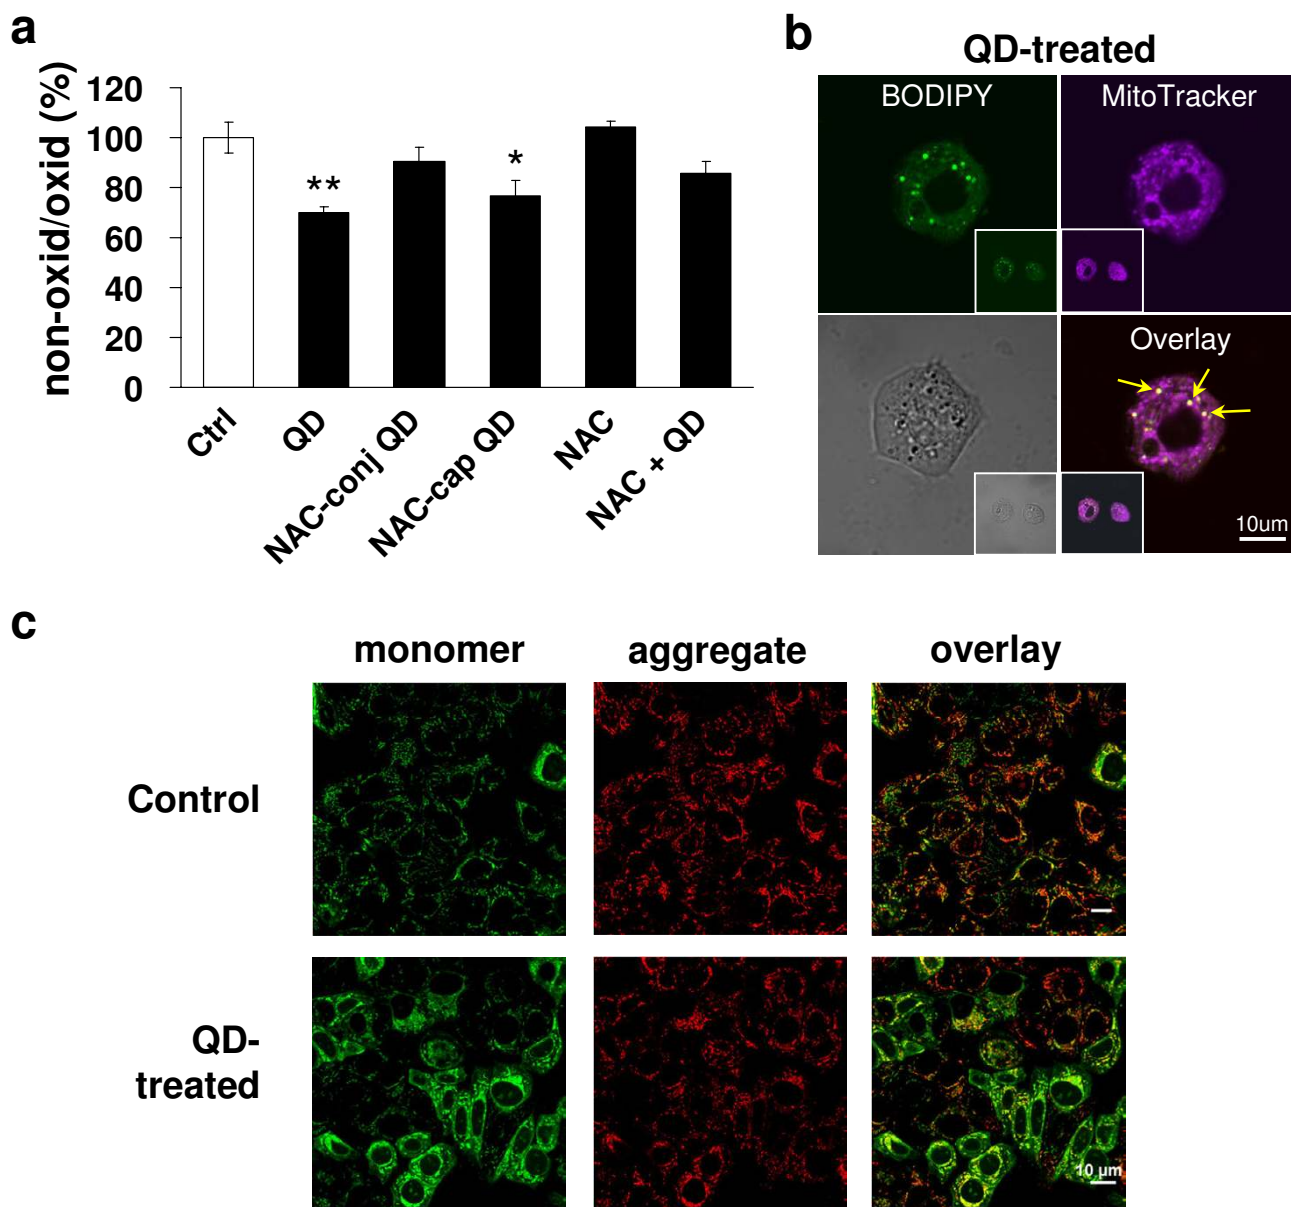 a
non-oxid/oxid (%)
120
100
80
60
40
20
0
**
*
Ctrl
QD
NAC-conj QD
NAC-cap QD
NAC
NAC + QD
b
QD-treated
BODIPY
MitoTracker
Overlay
10um
c
monomer
aggregate
overlay
Control
QD-
treated
10 µm